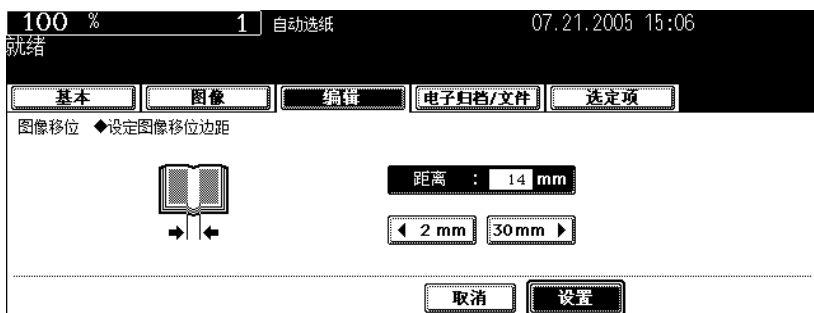 100 % 1 自动选纸 07.21.2005 15:06
就绪
基本 图像 编辑 电子归档/文件 选定项
图像移位 ◆设定图像移位边距
距离 : 14 mm
◀ 2 mm 30mm ▶
取消 设置